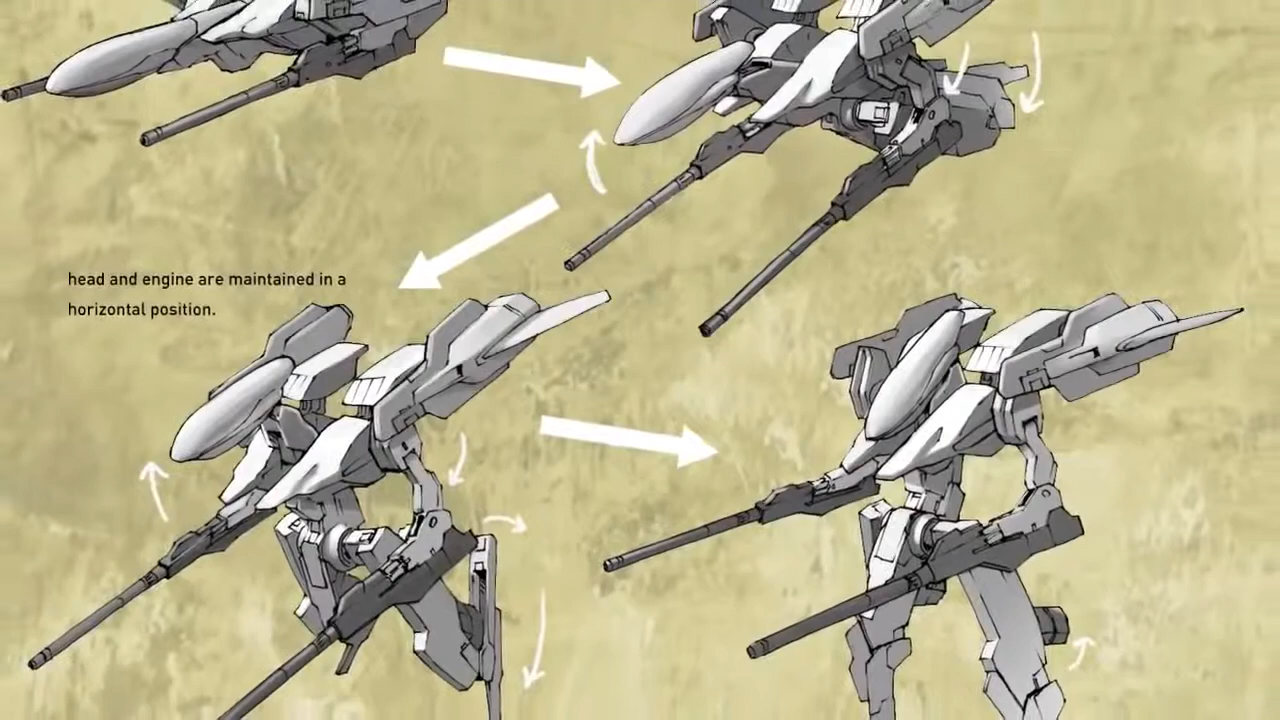 head and engine are maintained in a
horizontal position.